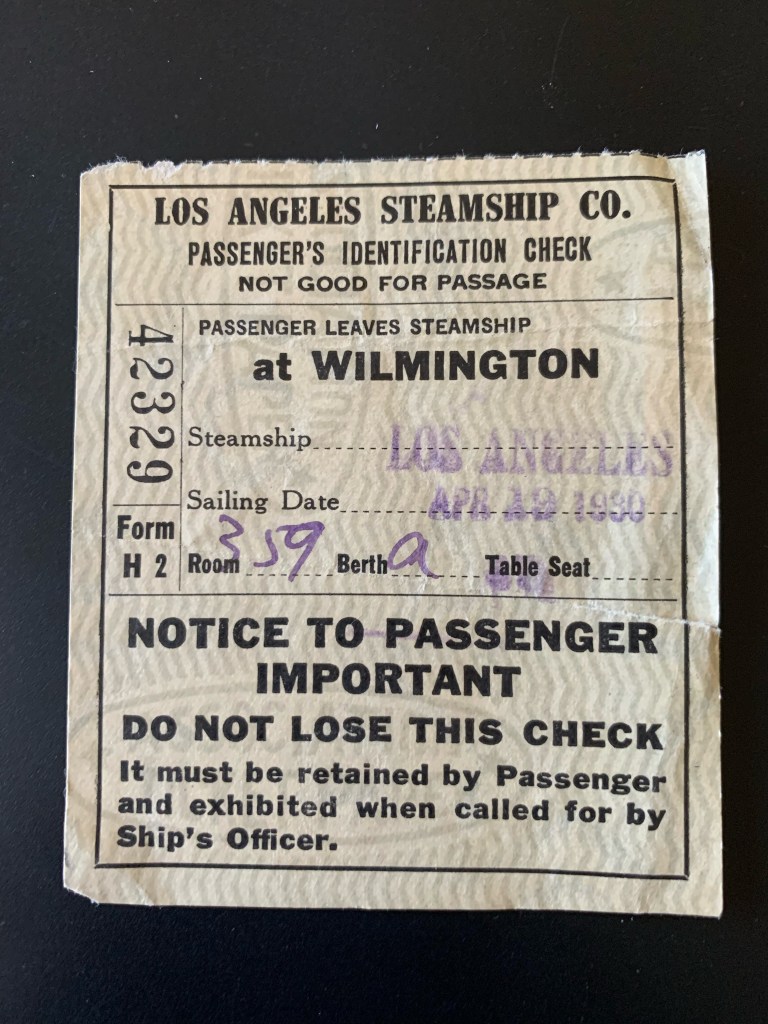 LOS ANGELES STEAMSHIP CO.
PASSENGER'S IDENTIFICATION CHECK
NOT GOOD FOR PASSAGE
42329
Form
H 2
PASSENGER LEAVES STEAMSHIP
at WILMINGTON
Steamship LOS ANGELES
Sailing Date APR 19 1930
Room 359 Berth a Table Seat
NOTICE TO PASSENGER
IMPORTANT
DO NOT LOSE THIS CHECK
It must be retained by Passenger
and exhibited when called for by
Ship's Officer.